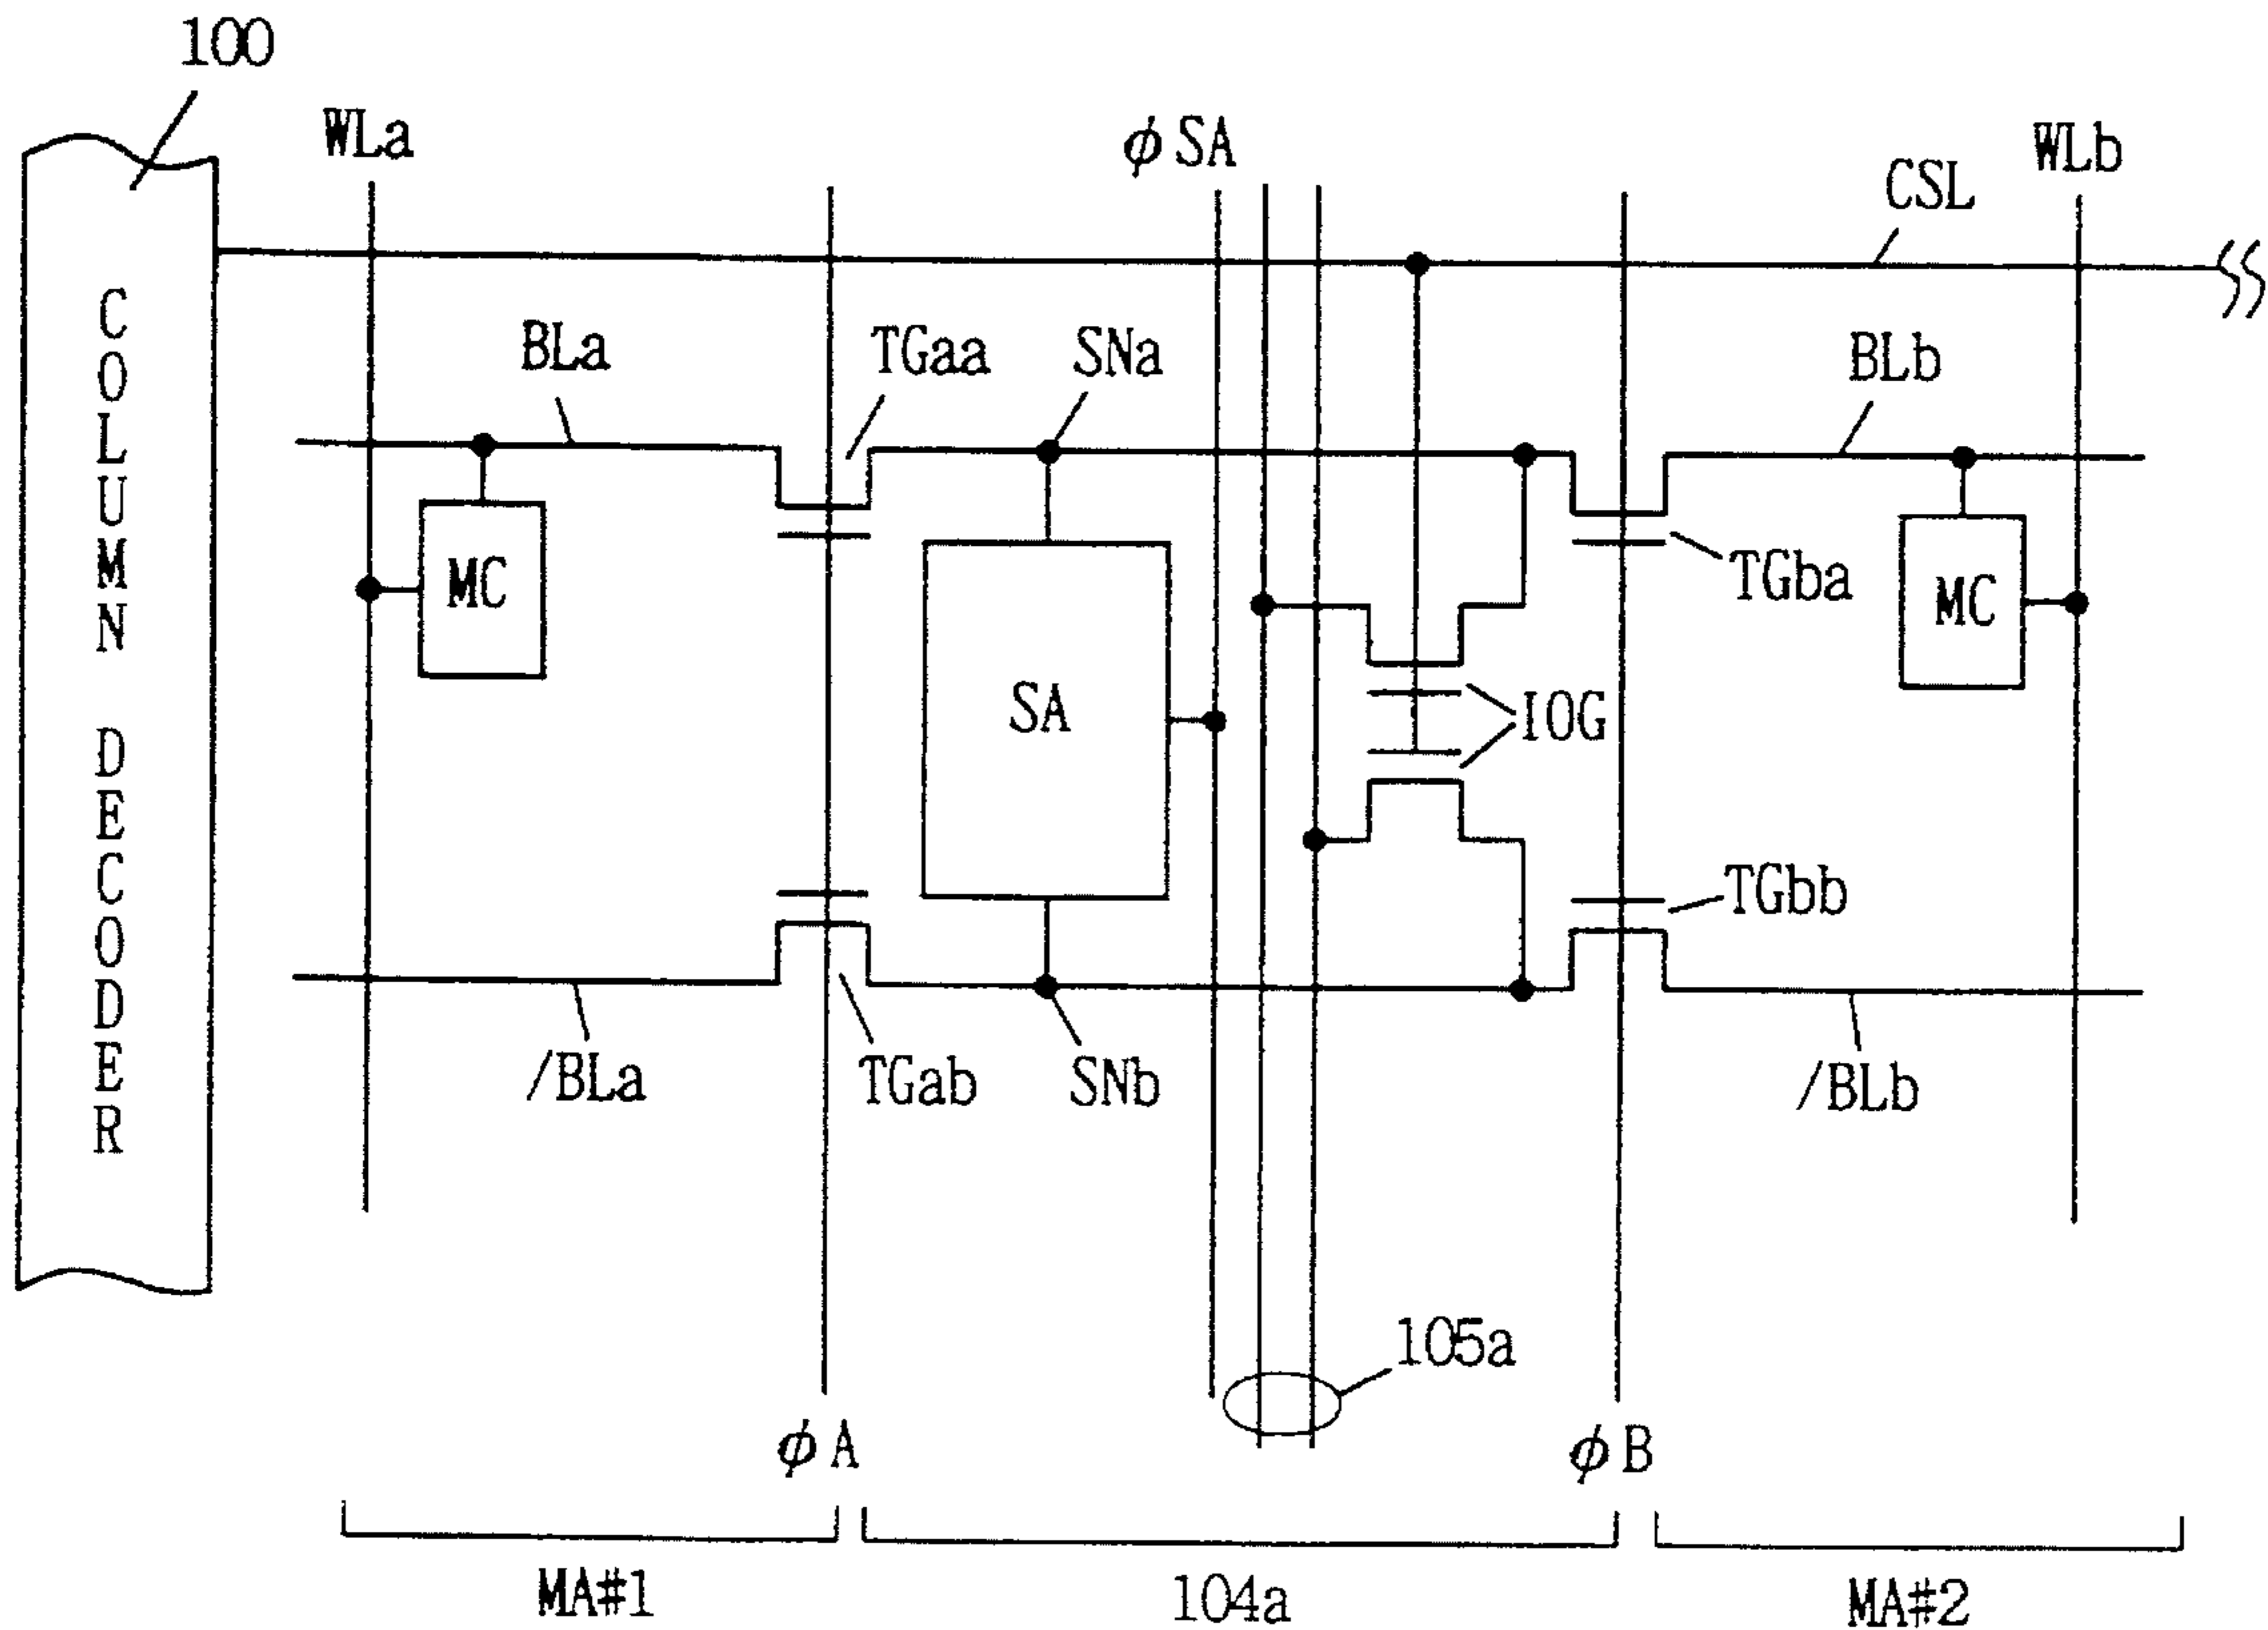 100
WLa
φSA
WLb
CSL
COLUMN DECODER
BLa
TGaa
SNa
BLb
MC
TGba
MC
SA
IOG
TGbb
/BLa
TGab
SNb
/BLb
105a
φA
φB
MA#1
104a
MA#2